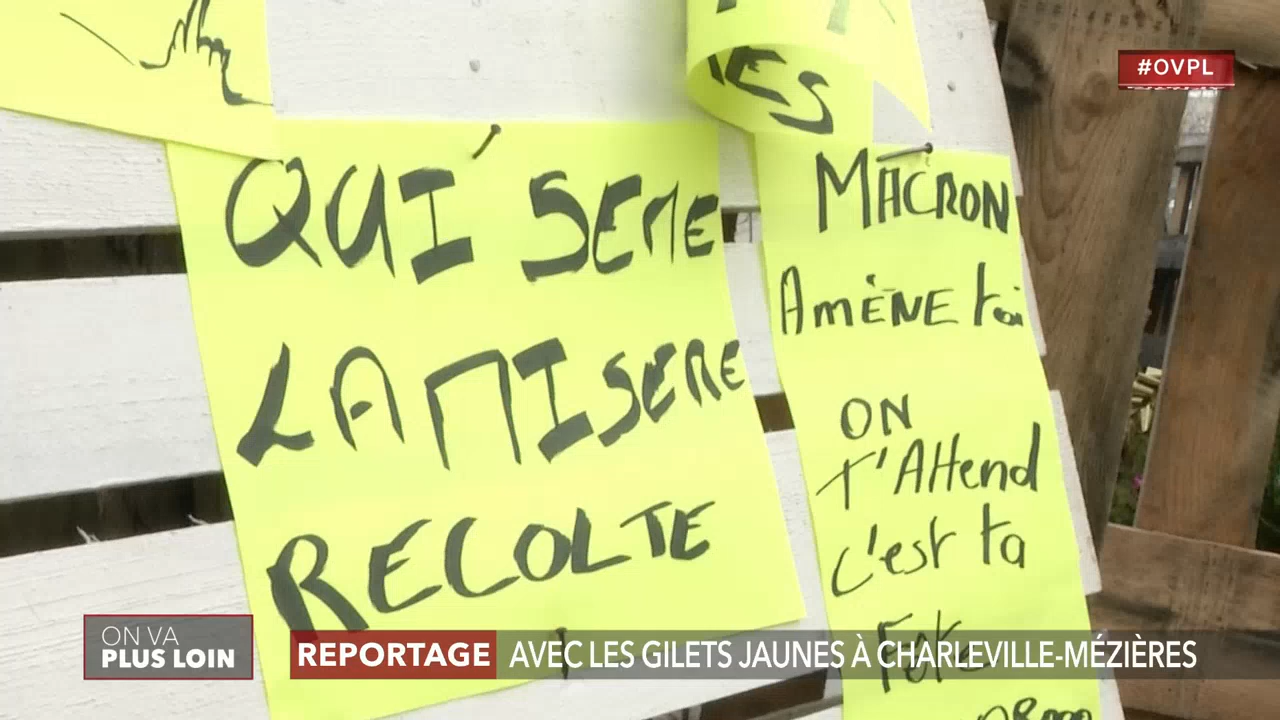 #OVPL
ES
QUI SEME
LA MISERE
RECOLTE
MACRON
AMÈNE toi
ON
T'Attend
c'est ta
ON VA
PLUS LOIN
REPORTAGE
AVEC LES GILETS JAUNES À CHARLEVILLE-MÉZIÈRES